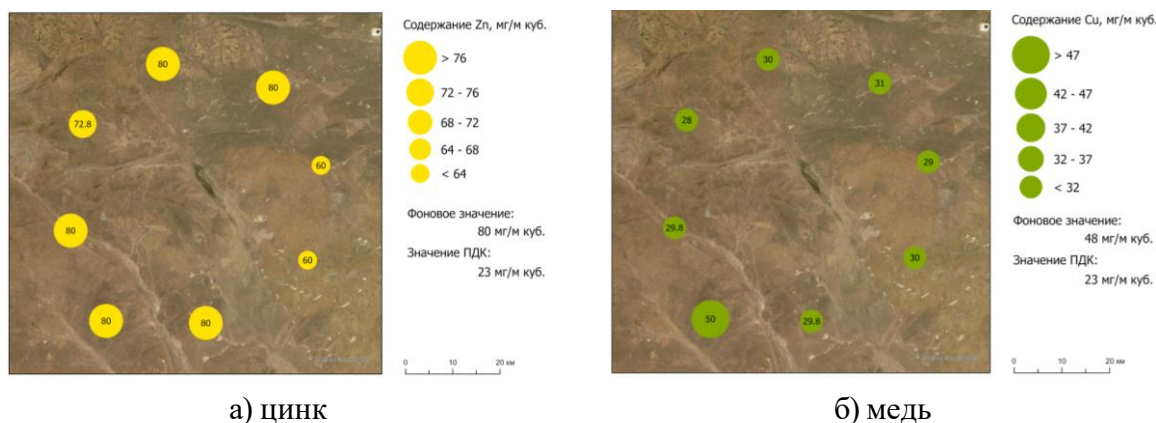 Содержание Zn, мг/м куб.
> 76
72 - 76
68 - 72
64 - 68
< 64
Фоновое значение:
80 мг/м куб.
Значение ПДК:
23 мг/м куб.
0 10 20 км
80
80
72.8
60
80
60
80
80
а) цинк
Содержание Cu, мг/м куб.
> 47
42 - 47
37 - 42
32 - 37
< 32
Фоновое значение:
48 мг/м куб.
Значение ПДК:
23 мг/м куб.
0 10 20 км
30
31
28
29
29.8
30
50
29.8
б) медь